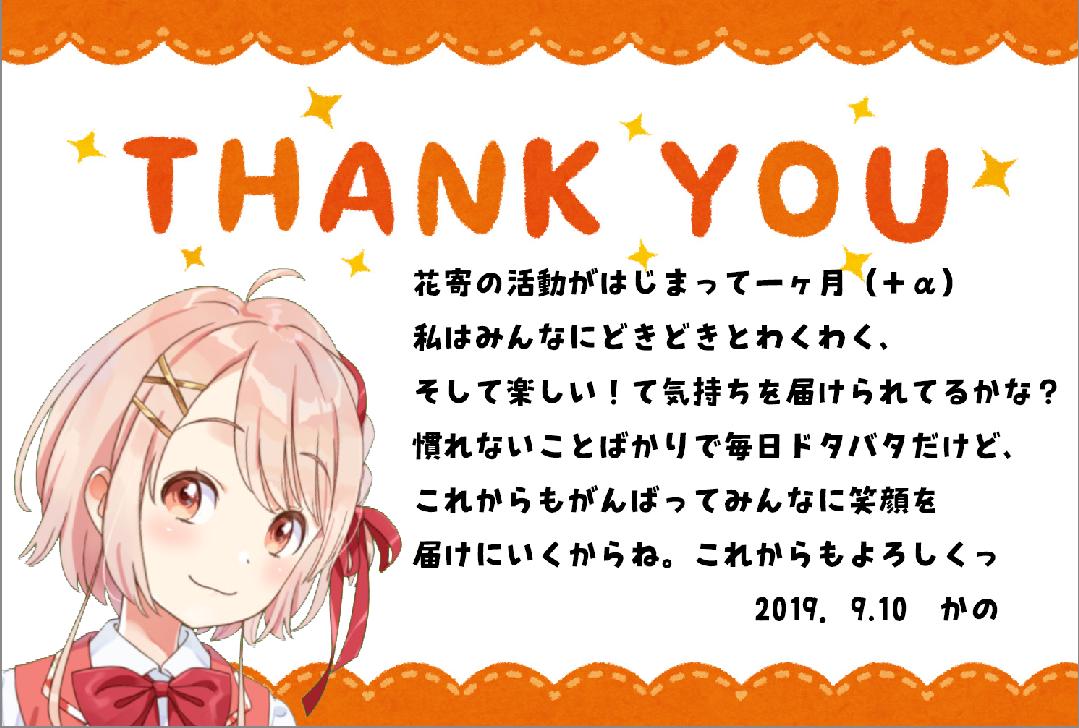 THANK YOU
花寄の活動がはじまって一ヶ月（＋α）
私はみんなにどきどきとわくわく、
そして楽しい！て気持ちを届けられてるかな？
慣れないことばかりで毎日ドタバタだけど、
これからもがんばってみんなに笑顔を
届けにいくからね。これからもよろしくっ
2019．9.10　かの